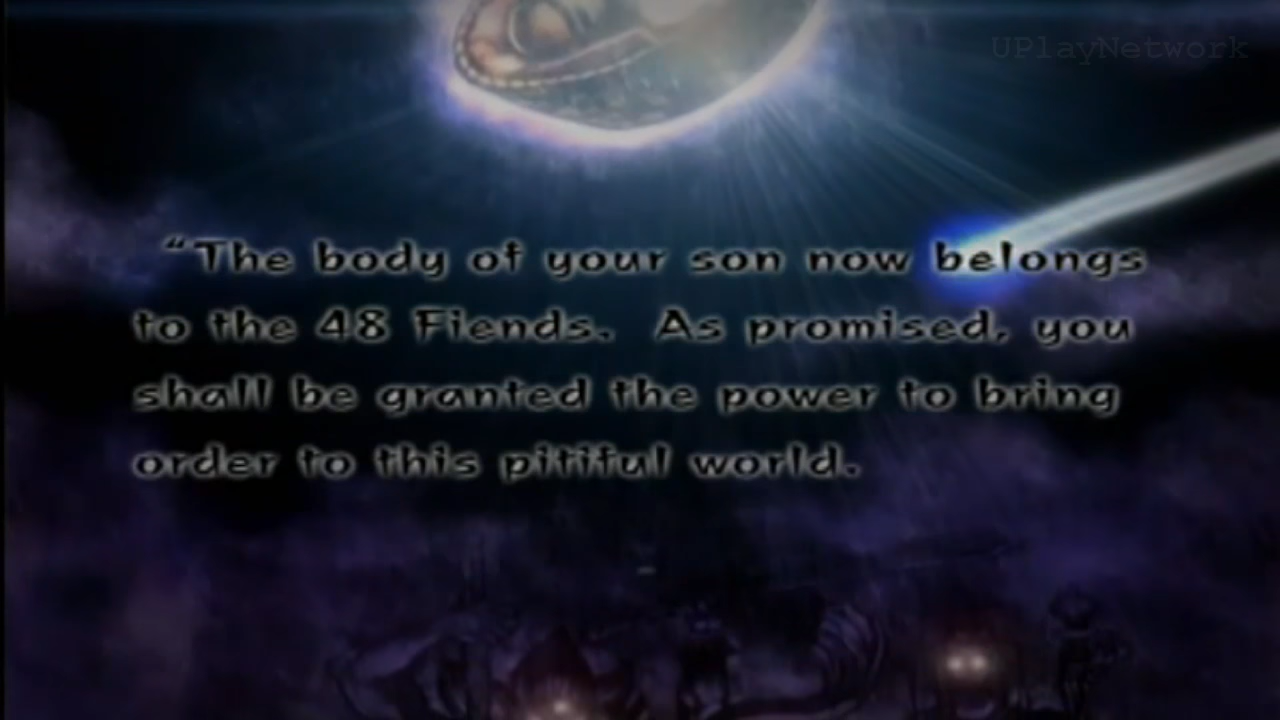 UPlayNetwork
“The body of your son now belongs
to the 48 Fiends. As promised, you
shall be granted the power to bring
order to this pitiful world.